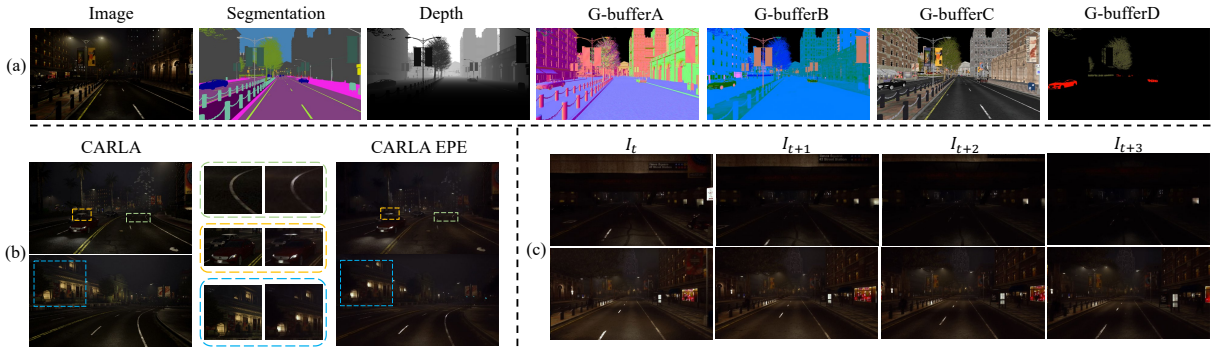 Image Segmentation Depth G-bufferA G-bufferB G-bufferC G-bufferD
(a)
CARLA CARLA EPE
(b)
I_t I_{t+1} I_{t+2} I_{t+3}
(c)